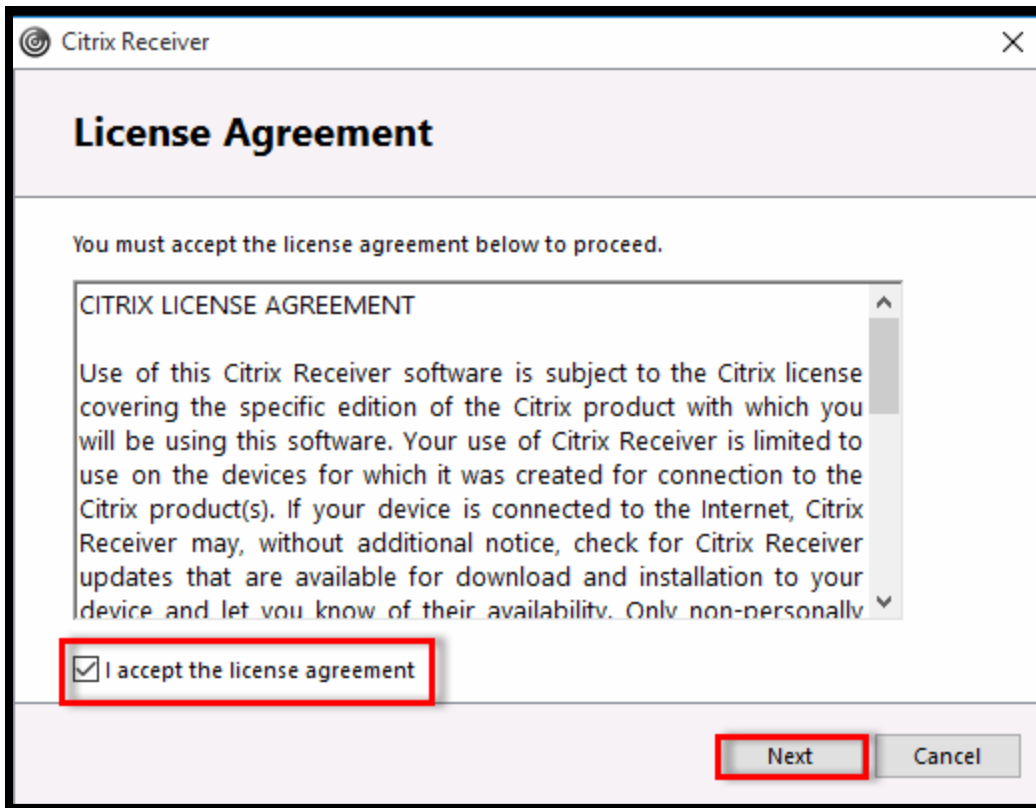 Citrix Receiver
License Agreement
You must accept the license agreement below to proceed.
CITRIX LICENSE AGREEMENT
Use of this Citrix Receiver software is subject to the Citrix license
covering the specific edition of the Citrix product with which you
will be using this software. Your use of Citrix Receiver is limited to
use on the devices for which it was created for connection to the
Citrix product(s). If your device is connected to the Internet, Citrix
Receiver may, without additional notice, check for Citrix Receiver
updates that are available for download and installation to your
device and let you know of their availability. Only non-personally
I accept the license agreement
Next Cancel